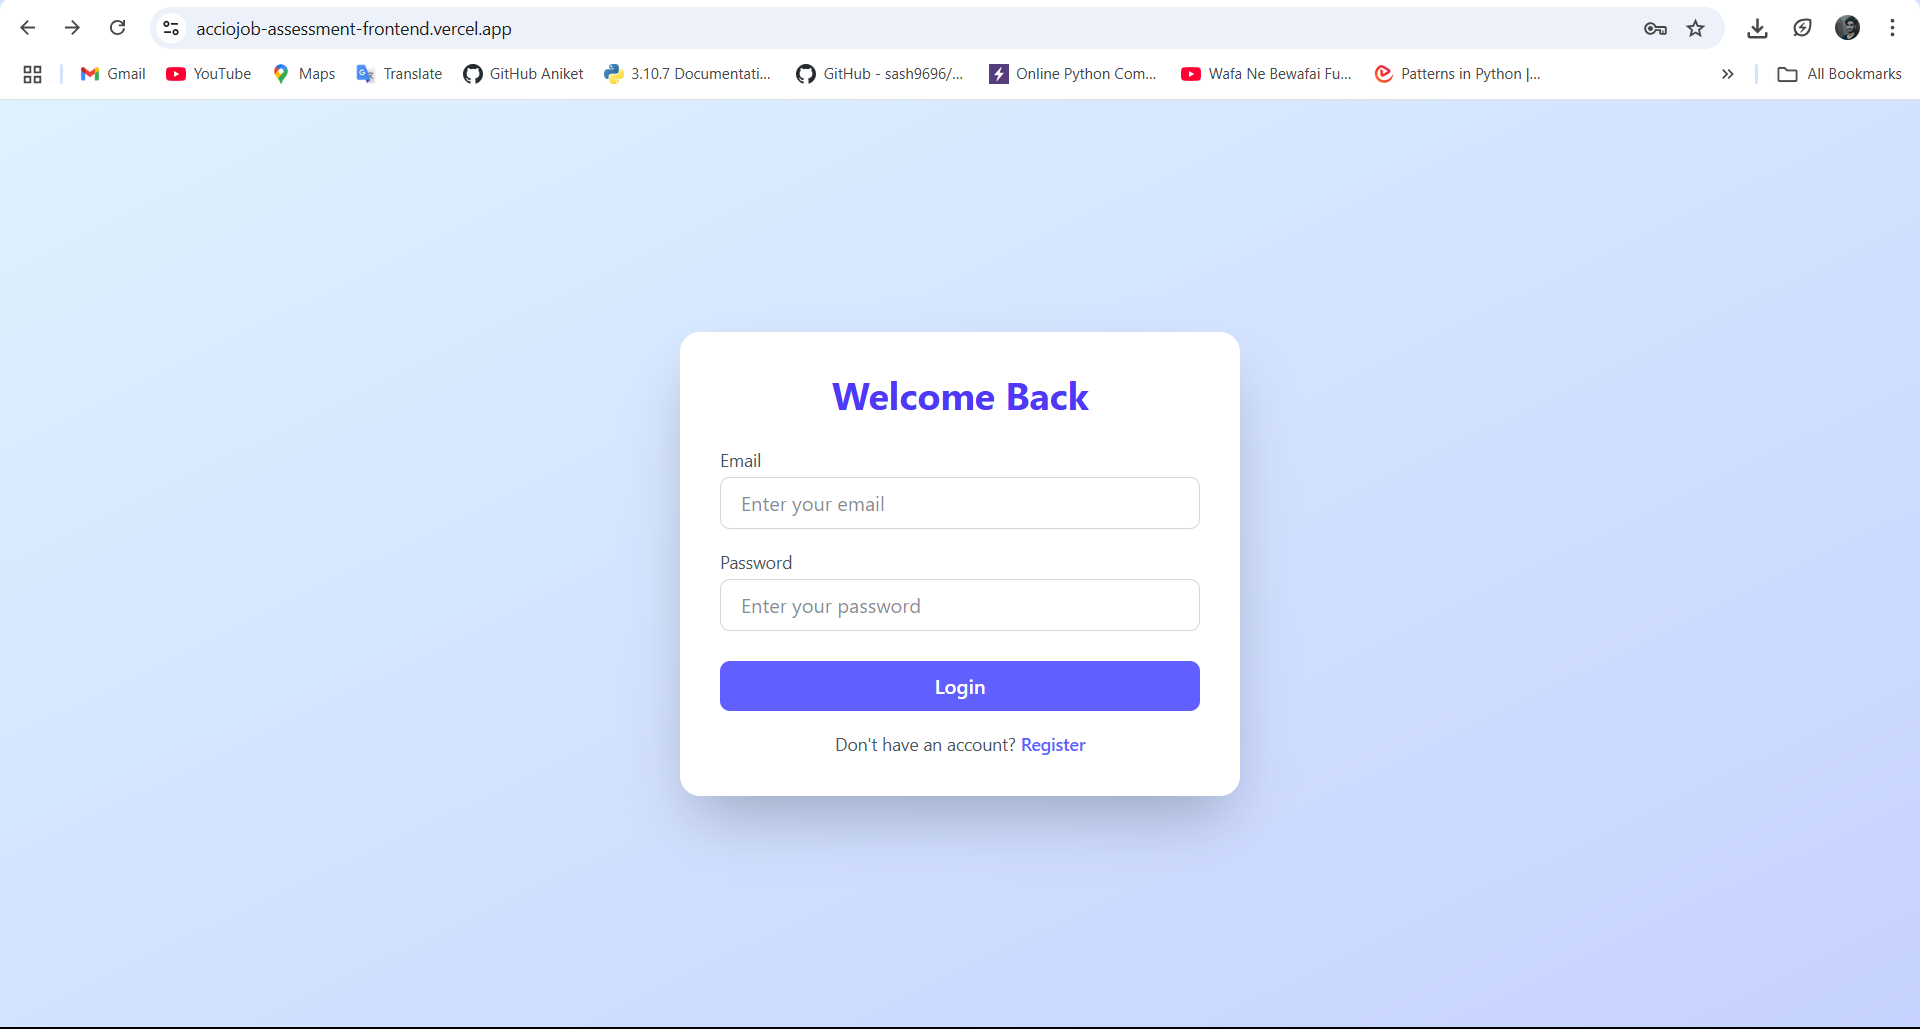 acciojob-assessment-frontend.vercel.app
Gmail YouTube Maps Translate GitHub Aniket 3.10.7 Documentati... GitHub - sash9696/... Online Python Com... Wafa Ne Bewafai Fu... Patterns in Python |... All Bookmarks
Welcome Back
Email
Enter your email
Password
Enter your password
Login
Don't have an account? Register